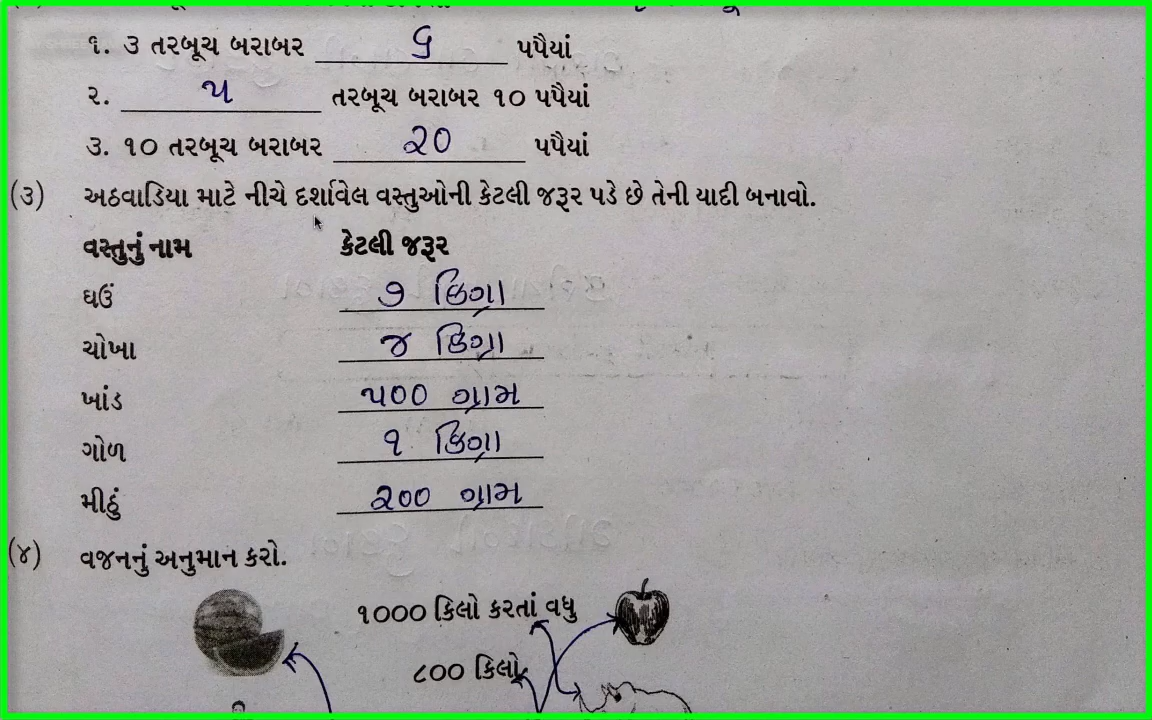 ૧. ૩ તરબૂચ બરાબર ૬ પપૈયાં
૨. ૫ તરબૂચ બરાબર ૧૦ પપૈયાં
૩. ૧૦ તરબૂચ બરાબર ૨૦ પપૈયાં
(૩) અઠવાડિયા માટે નીચે દર્શાવેલ વસ્તુઓની કેટલી જરૂર પડે છે તેની યાદી બનાવો.
વસ્તુનું નામ કેટલી જરૂર
ઘઉં ૭ કિગ્રા
ચોખા ૪ કિગ્રા
ખાંડ ૫૦૦ ગ્રામ
ગોળ ૧ કિગ્રા
મીઠું ૨૦૦ ગ્રામ
(૪) વજનનું અનુમાન કરો.
૧૦૦૦ કિલો કરતાં વધુ
૮૦૦ કિલો